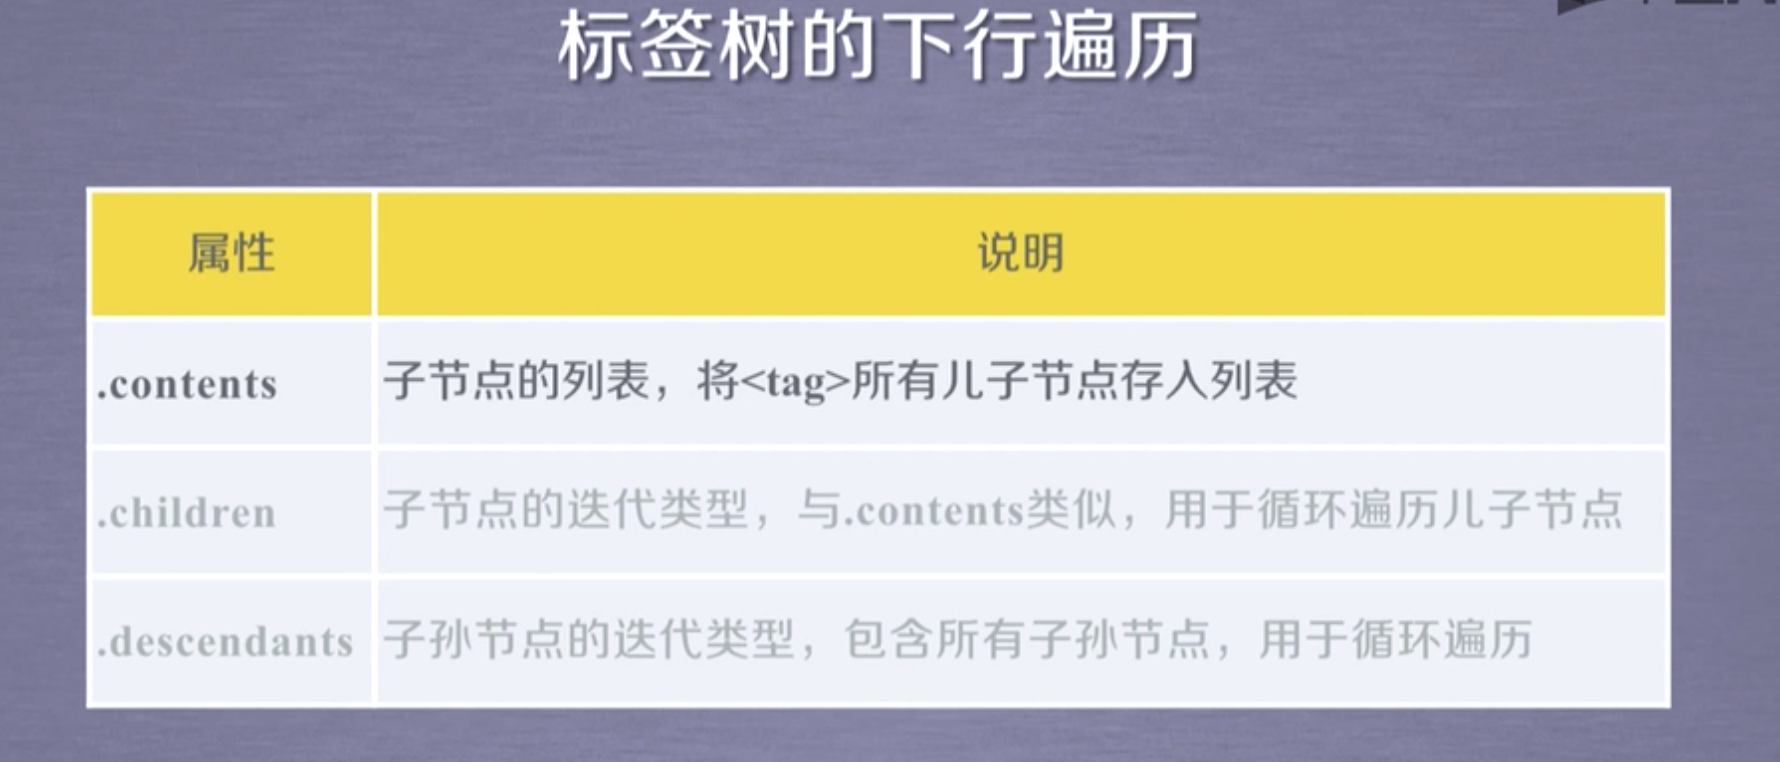 标签树的下行遍历
属性 说明
.contents 子节点的列表，将<tag>所有儿子节点存入列表
.children 子节点的迭代类型，与.contents类似，用于循环遍历儿子节点
.descendants 子孙节点的迭代类型，包含所有子孙节点，用于循环遍历